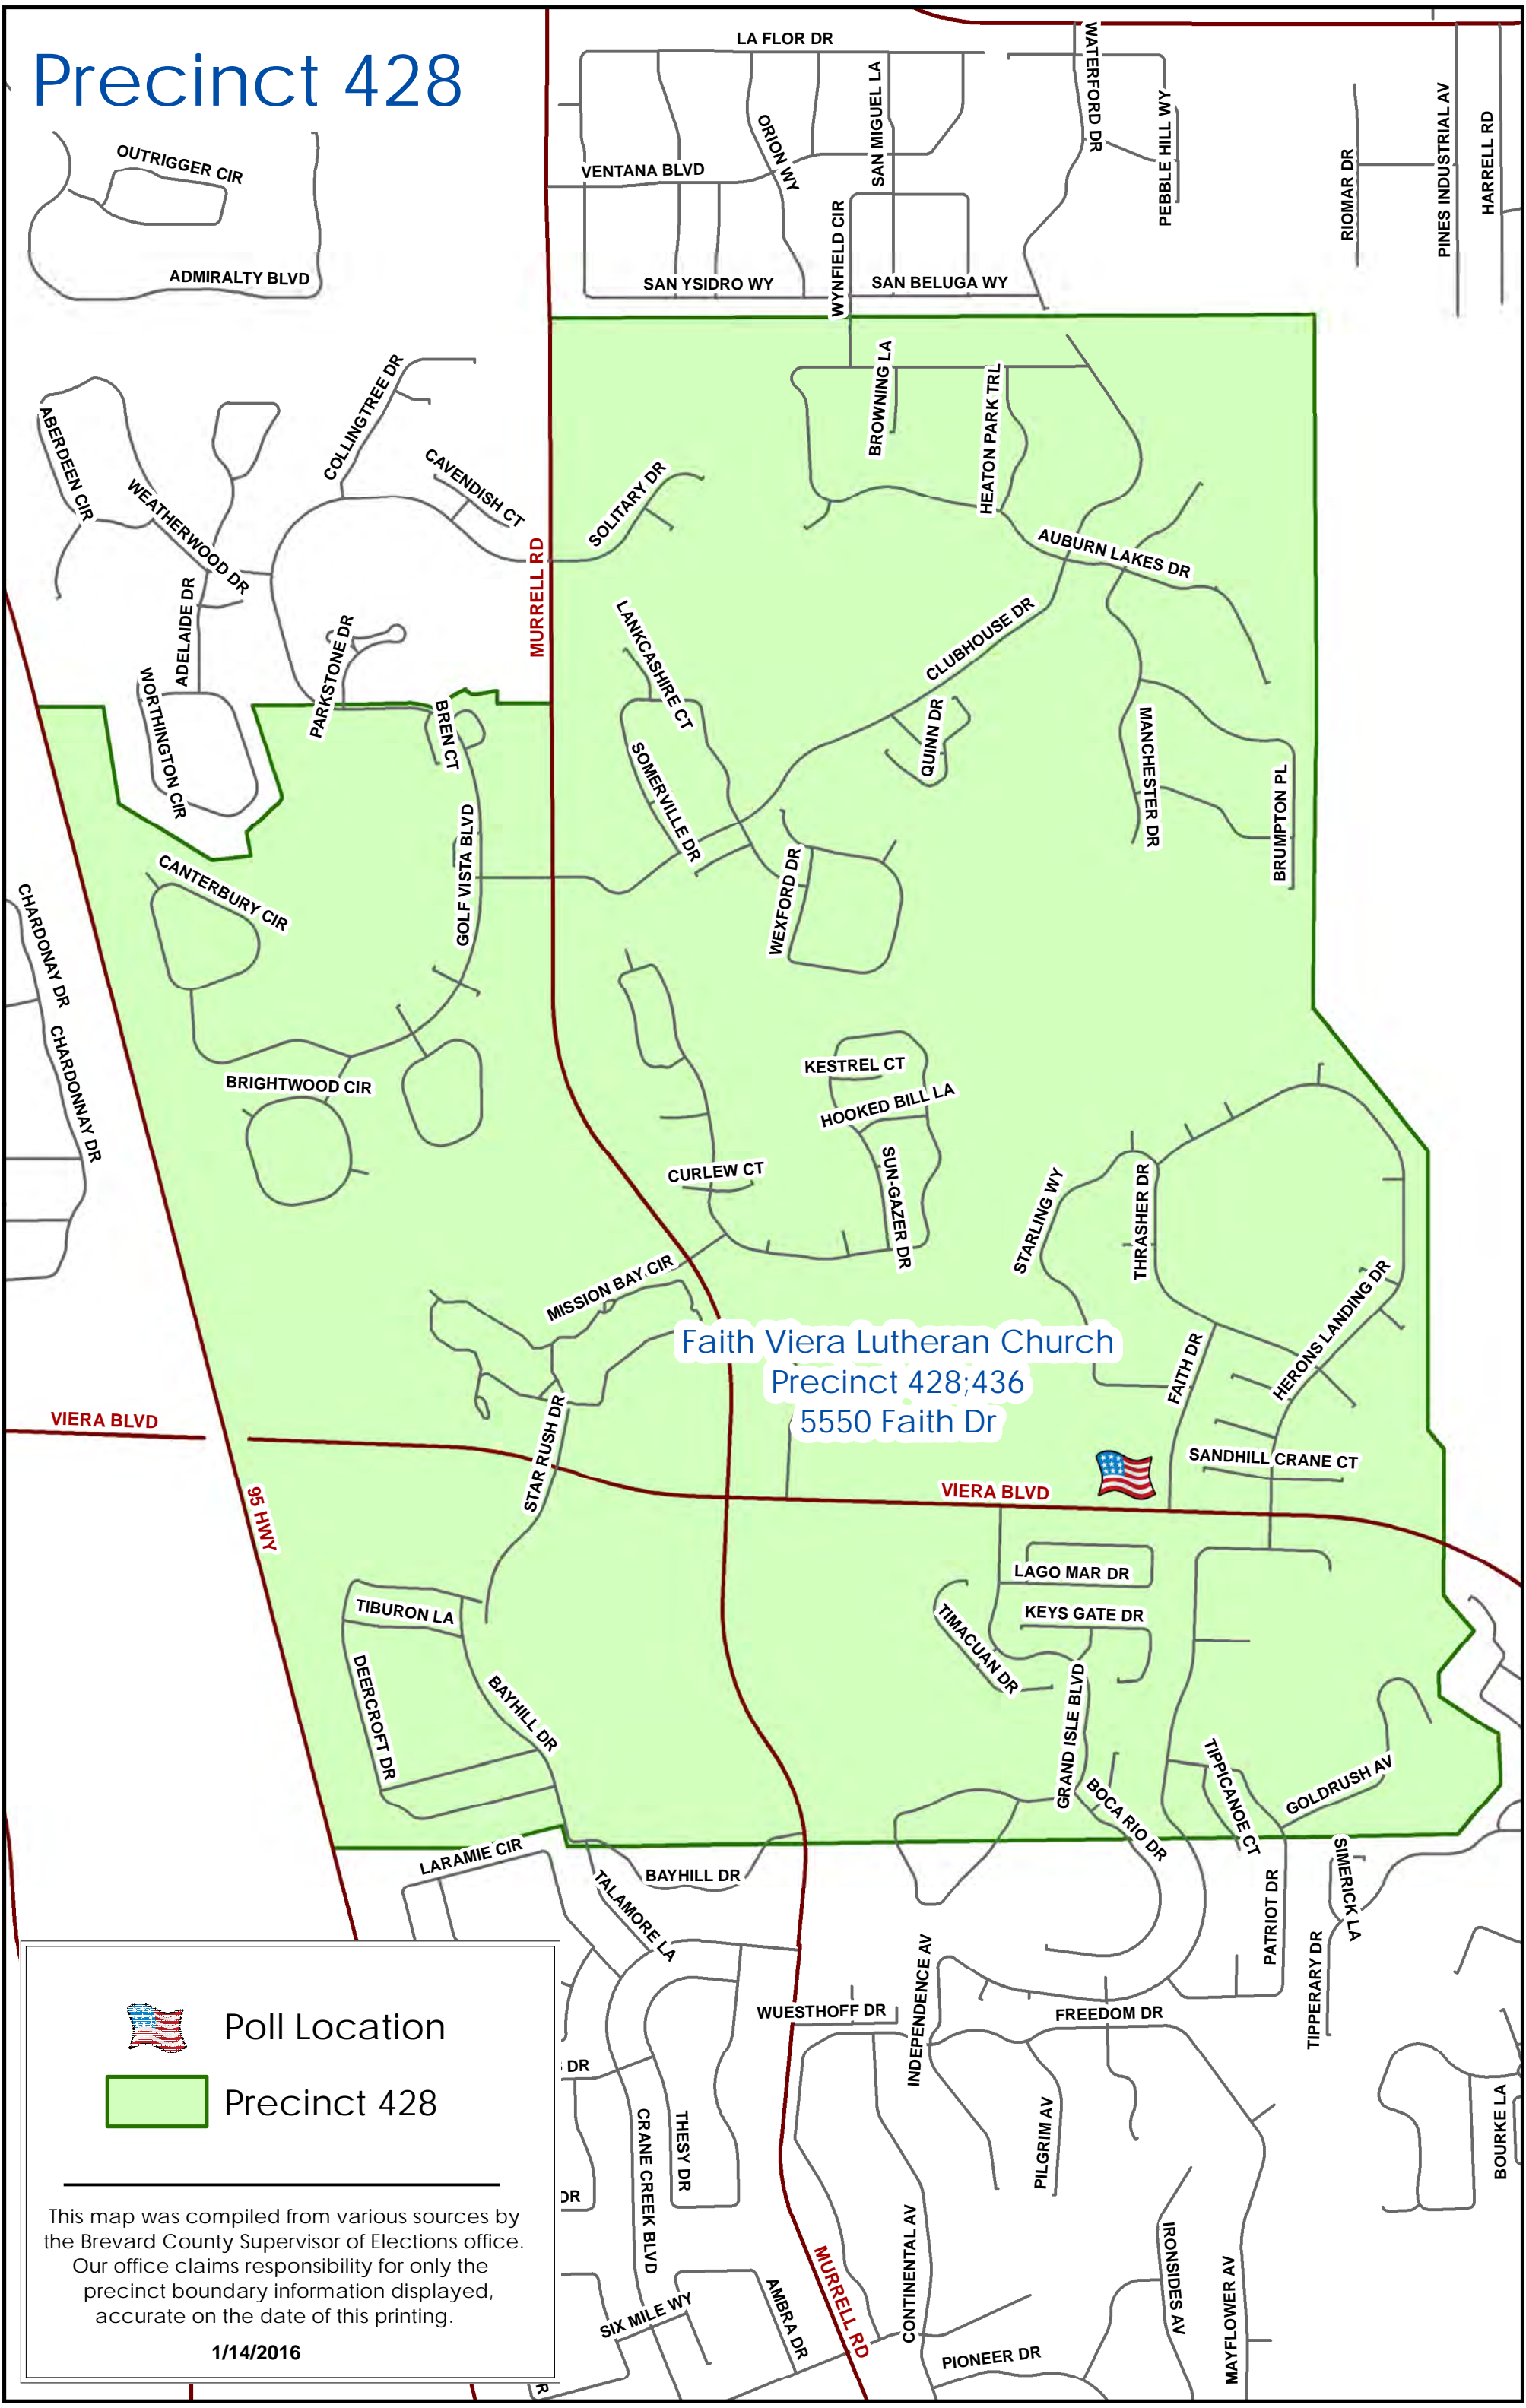 Precinct 428
LA FLOR DR
WATERFORD DR
OUTRIGGER CIR
ORION WY
SAN MIGUEL LA
PEBBLE HILL WY
RIOMAR DR
PINES INDUSTRIAL AV
HARRELL RD
VENTANA BLVD
ADMIRALTY BLVD
SAN YSIDRO WY
WYNFIELD CIR
SAN BELUGA WY
ABERDEEN CIR
COLLINGTREE DR
BROWNING LA
HEATON PARK TRL
WEATHERWOOD DR
CAVENDISH CT
SOLITARY DR
AUBURN LAKES DR
ADELAIDE DR
MURRELL RD
PARKSTONE DR
LANKCASHIRE CT
CLUBHOUSE DR
WORTHINGTON CIR
BREN CT
SOMERVILLE DR
QUINN DR
MANCHESTER DR
BRUMPTON PL
GOLF VISTA BLVD
CANTERBURY CIR
WEXFORD DR
CHARDONAY DR
CHARDONNAY DR
BRIGHTWOOD CIR
KESTREL CT
HOOKED BILL LA
CURLEW CT
SUN-GAZER DR
STARLING WY
THRASHER DR
MISSION BAY CIR
HERONS LANDING DR
Faith Viera Lutheran Church
Precinct 428;436
5550 Faith Dr
FAITH DR
VIERA BLVD
STAR RUSH DR
SANDHILL CRANE CT
VIERA BLVD
95 HWY
LAGO MAR DR
TIBURON LA
KEYS GATE DR
TIMACUAN DR
DEERCROFT DR
BAYHILL DR
GRAND ISLE BLVD
TIPPICANOE CT
GOLDRUSH AV
BOCA RIO DR
LARAMIE CIR
BAYHILL DR
TALAMORE LA
SIMERICK LA
PATRIOT DR
TIPPERARY DR
INDEPENDENCE AV
WUESTHOFF DR
FREEDOM DR
Poll Location
DR
Precinct 428
CRANE CREEK BLVD
THESY DR
PILGRIM AV
BOURKE LA
DR
CONTINENTAL AV
IRONSIDES AV
MAYFLOWER AV
MURRELL RD
AMBRA DR
SIX MILE WY
PIONEER DR
This map was compiled from various sources by
the Brevard County Supervisor of Elections office.
Our office claims responsibility for only the
precinct boundary information displayed,
accurate on the date of this printing.
1/14/2016